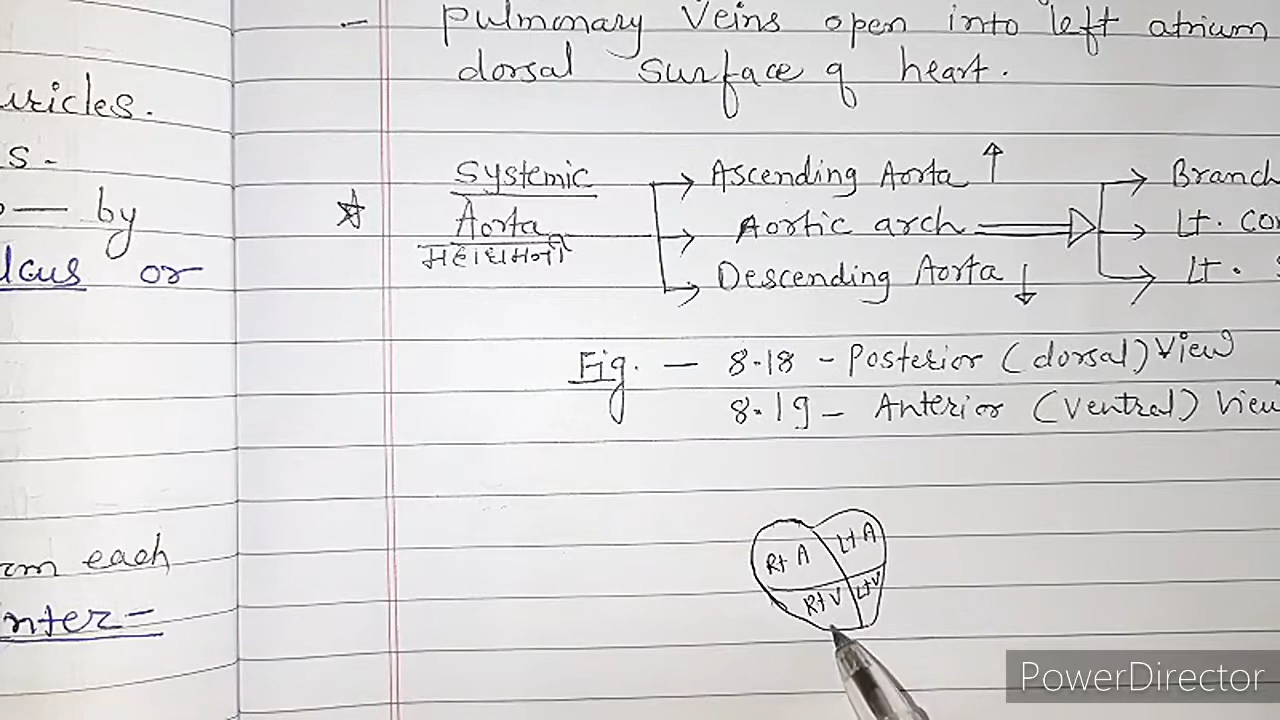 uricles.
s.
by
lcus or
rm each
nter-
- Pulmonary Veins open into left atrium
dorsal surface of heart.
☆ Systemic Aorta
महाधमनी
→ Ascending Aorta ↑
→ Aortic arch ⇒
→ Descending Aorta ↓
→ Branch
→ Lt. Co
→ Lt.
Fig. - 8.18 - Posterior (dorsal) View
8.19 - Anterior (Ventral) View
Rt A
Lt A
Rt V
Lt V
PowerDirector